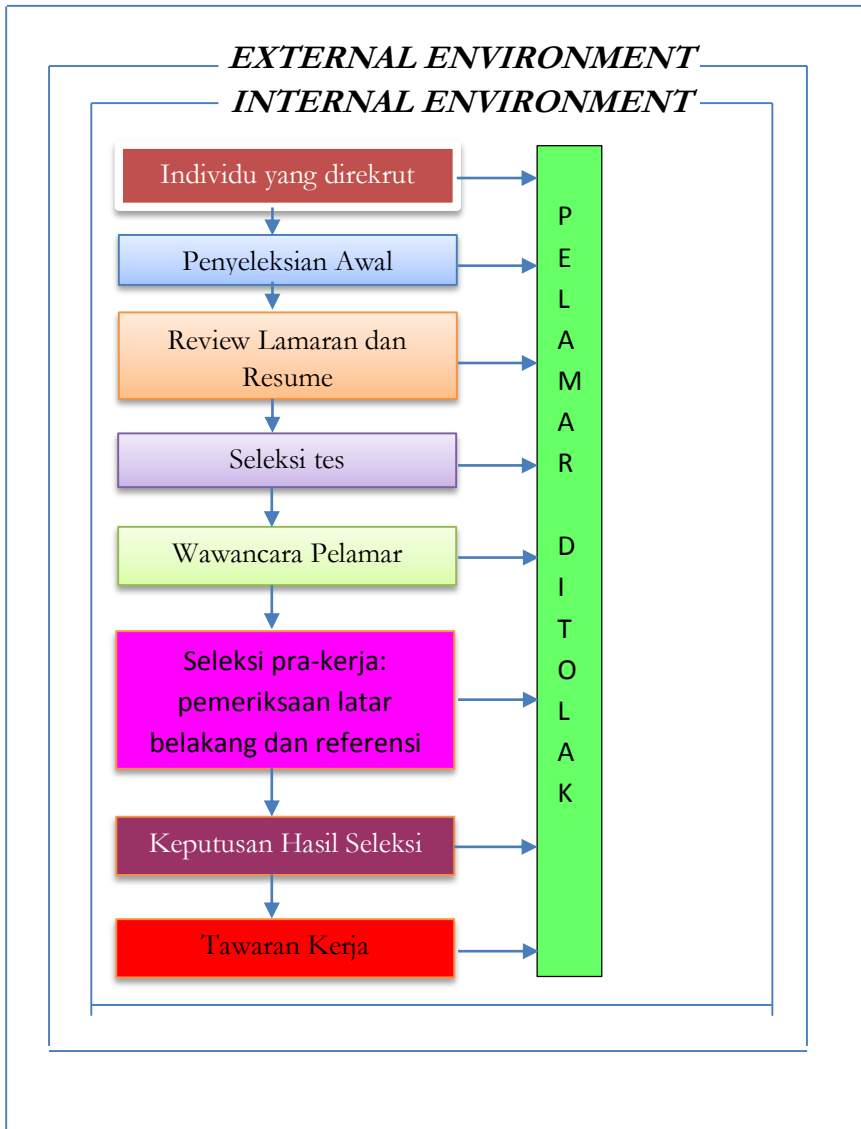 EXTERNAL ENVIRONMENT
INTERNAL ENVIRONMENT
Individu yang direkrut
Penyeleksian Awal
Review Lamaran dan
Resume
Seleksi tes
Wawancara Pelamar
Seleksi pra-kerja:
pemeriksaan latar
belakang dan referensi
Keputusan Hasil Seleksi
Tawaran Kerja
P
E
L
A
M
A
R
D
I
T
O
L
A
K